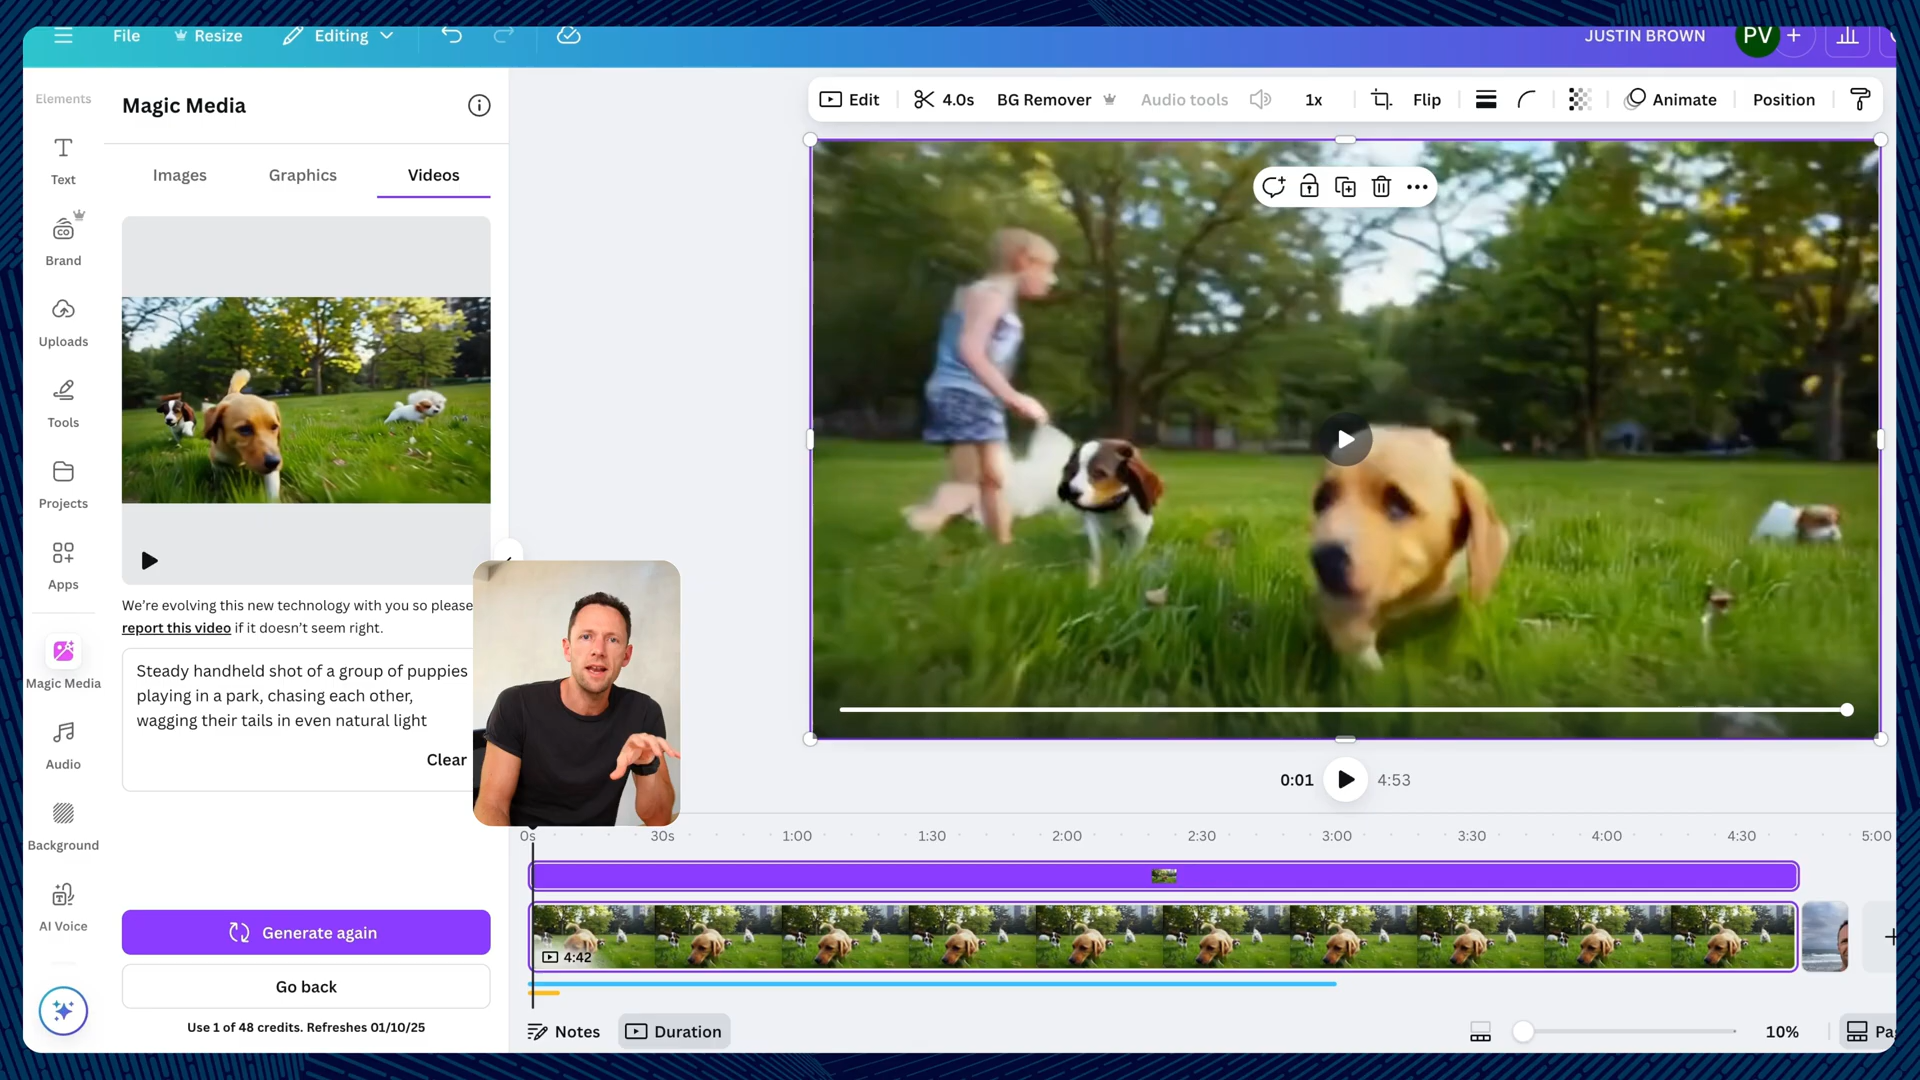 File
Resize
Editing
JUSTIN BROWN
PV
Elements
Text
Brand
Uploads
Tools
Projects
Apps
Magic Media
Audio
Background
AI Voice
Magic Media
Images
Graphics
Videos
We're evolving this new technology with you so please
report this video if it doesn't seem right.
Steady handheld shot of a group of puppies
playing in a park, chasing each other,
wagging their tails in even natural light
Clear
Generate again
Go back
Use 1 of 48 credits. Refreshes 01/10/25
Edit
4.0s
BG Remover
Audio tools
1x
Flip
Animate
Position
0:01
4:53
0s
30s
1:00
1:30
2:00
2:30
3:00
3:30
4:00
4:30
5:00
4:42
Notes
Duration
10%